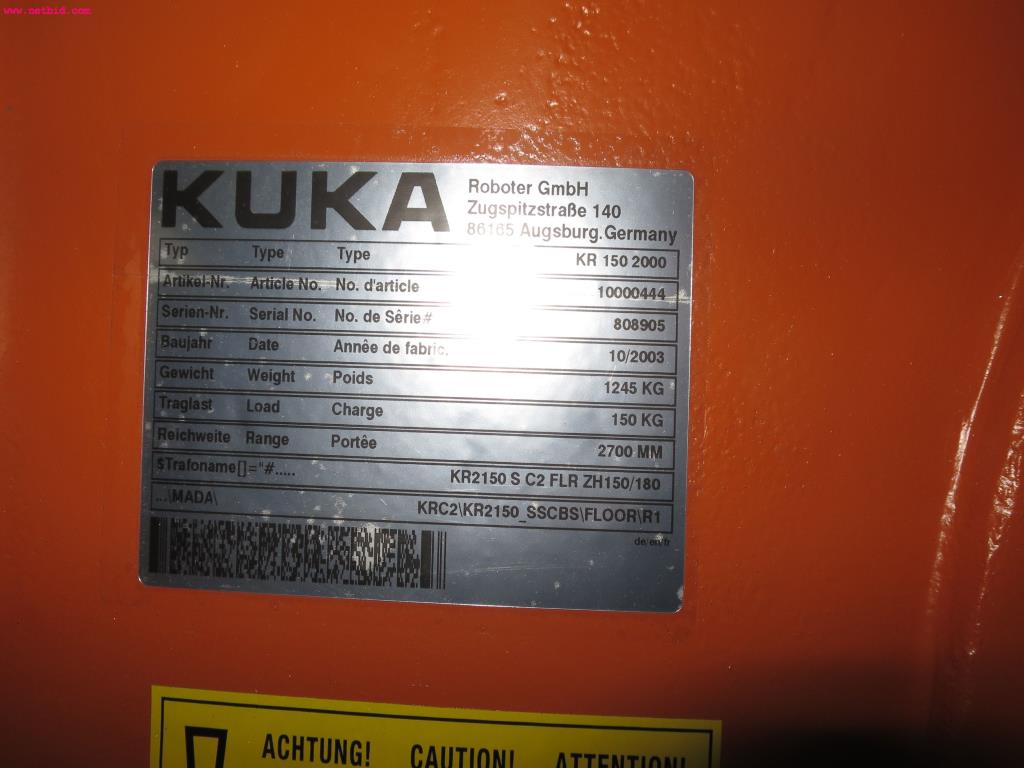 www.netbid.com
KUKA
Roboter GmbH
Zugspitzstraße 140
86165 Augsburg.Germany
Typ Type Type KR 150 2000
Artikel-Nr. Article No. No. d'article 10000444
Serien-Nr. Serial No. No. de Sêrie# 808905
Baujahr Date Annêe de fabric. 10/2003
Gewicht Weight Poids 1245 KG
Traglast Load Charge 150 KG
Reichweite Range Portêe 2700 MM
$Trafoname[]="#..... KR2150 S C2 FLR ZH150/180
...\MADA\ KRC2\KR2150_SSCBS\FLOOR\R1
de/en/fr
ACHTUNG! CAUTION! ATTENTION!